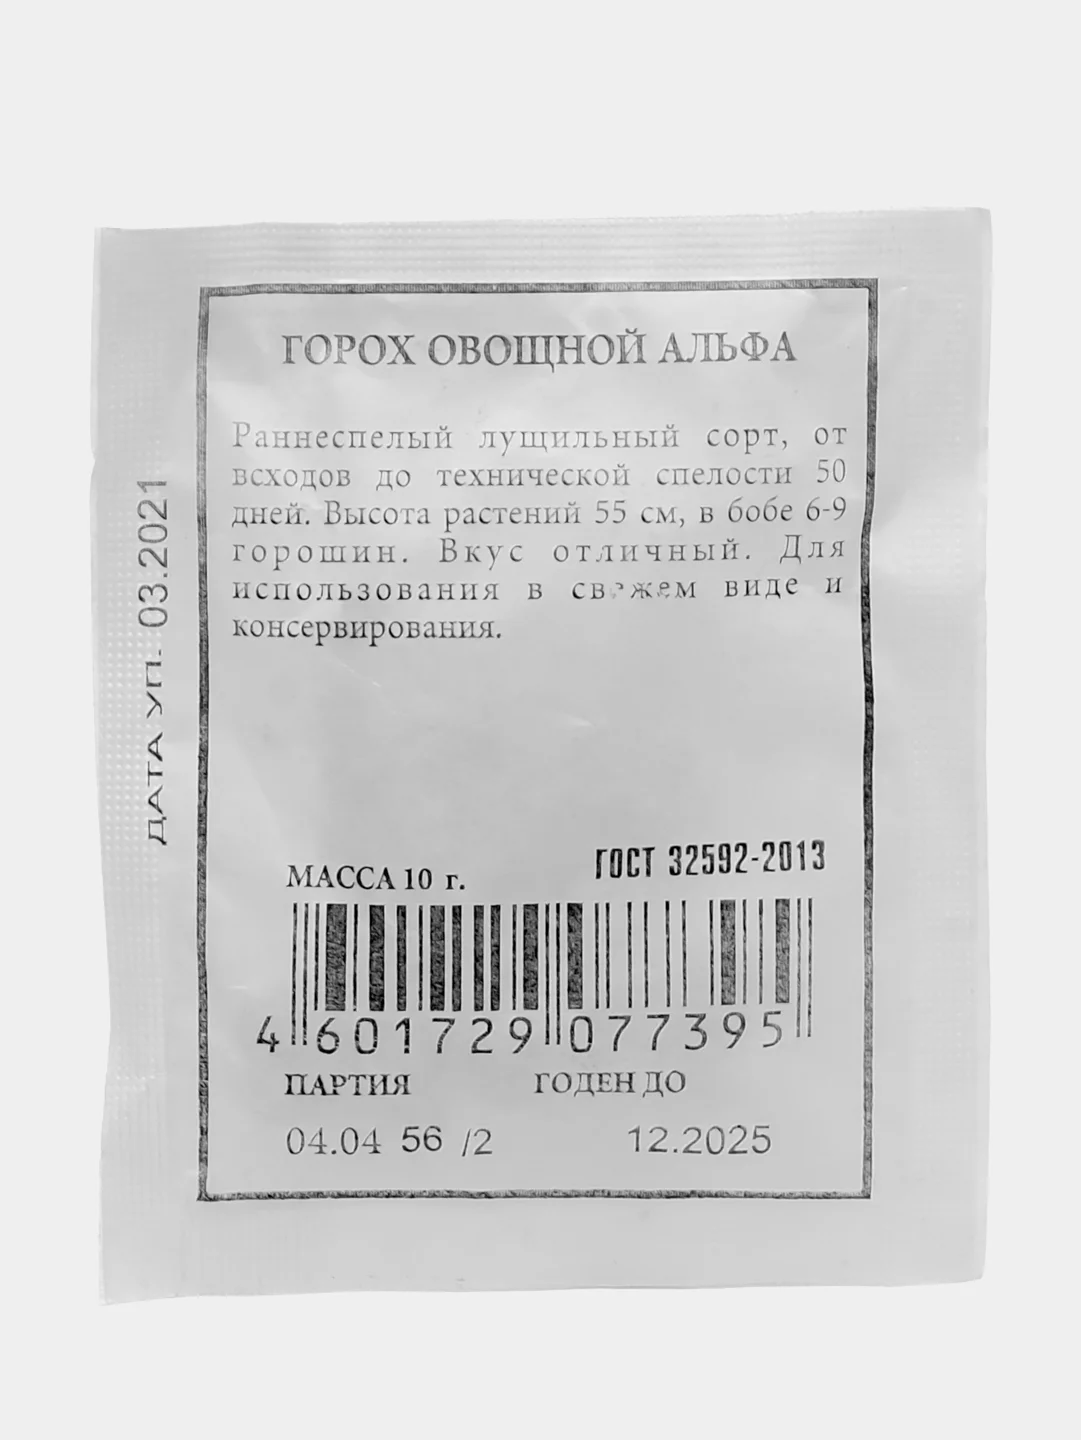 ГОРОХ ОВОЩНОЙ АЛЬФА
Раннеспелый лущильный сорт, от
всходов до технической спелости 50
дней. Высота растений 55 см, в бобе 6-9
горошин. Вкус отличный. Для
использования в свежем виде и
консервирования.
ДАТА УП. 03.2021
МАССА 10 г.
ГОСТ 32592-2013
4 601729 077395
ПАРТИЯ
ГОДЕН ДО
04.04 56 /2
12.2025